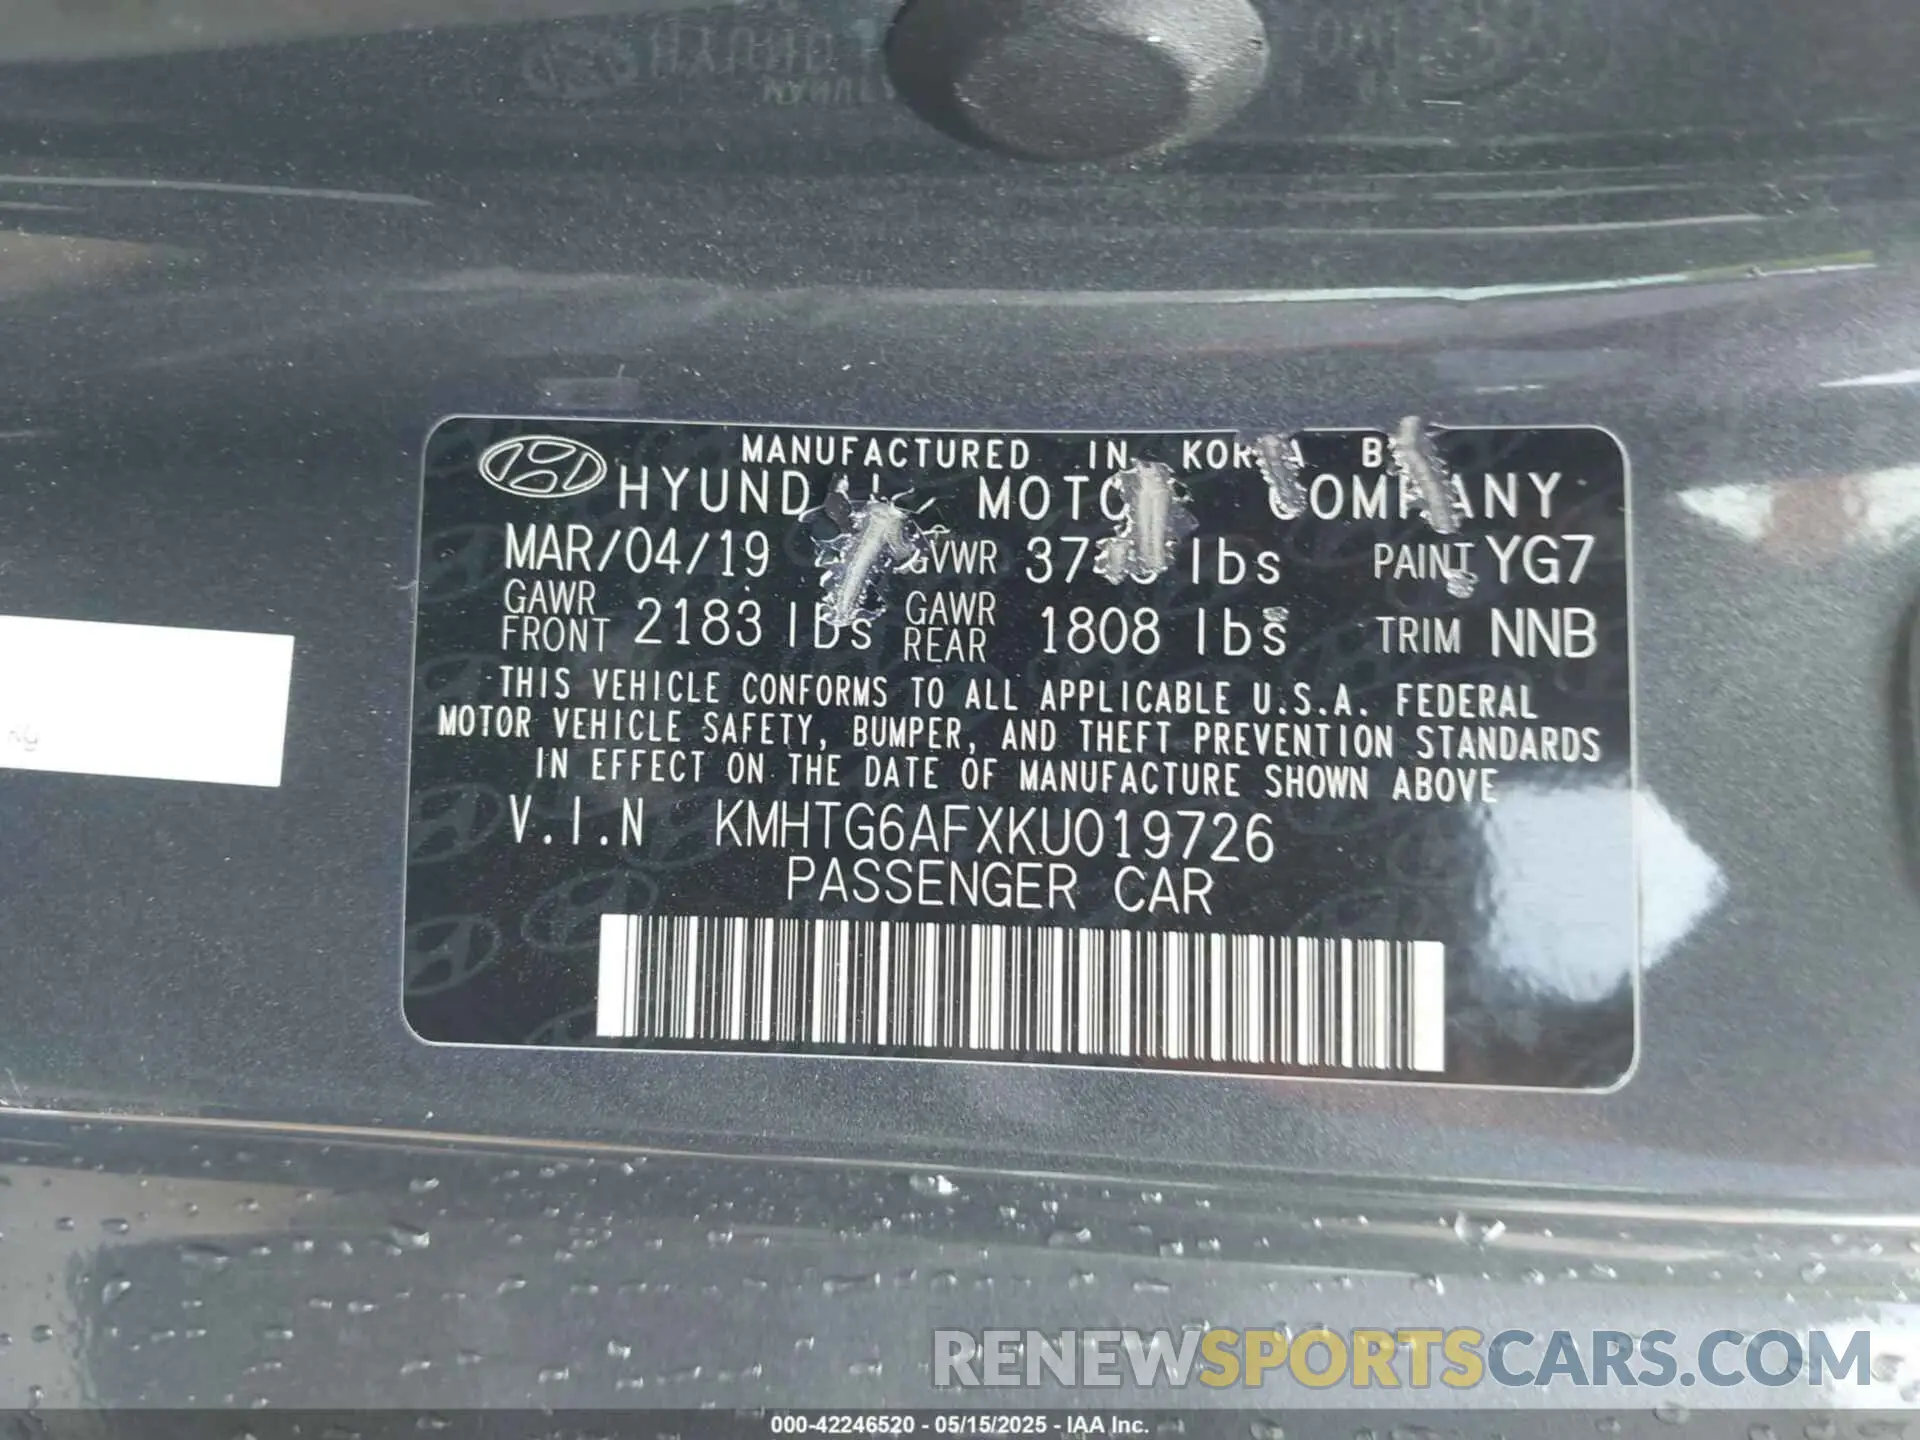 MANUFACTURED IN
HYUND MOTO COMPANY
MAR/04/19 GVWR lbs PAINT YG7
GAWR FRONT 2183 lbs GAWR REAR 1808 lbs TRIM NNB
THIS VEHICLE CONFORMS TO ALL APPLICABLE U.S.A. FEDERAL
MOTOR VEHICLE SAFETY, BUMPER, AND THEFT PREVENTION STANDARDS
IN EFFECT ON THE DATE OF MANUFACTURE SHOWN ABOVE
V.I.N KMHTG6AFXKU019726
PASSENGER CAR
RENEWSPORTSCARS.COM
000-42246520 - 05/15/2025 - IAA Inc.